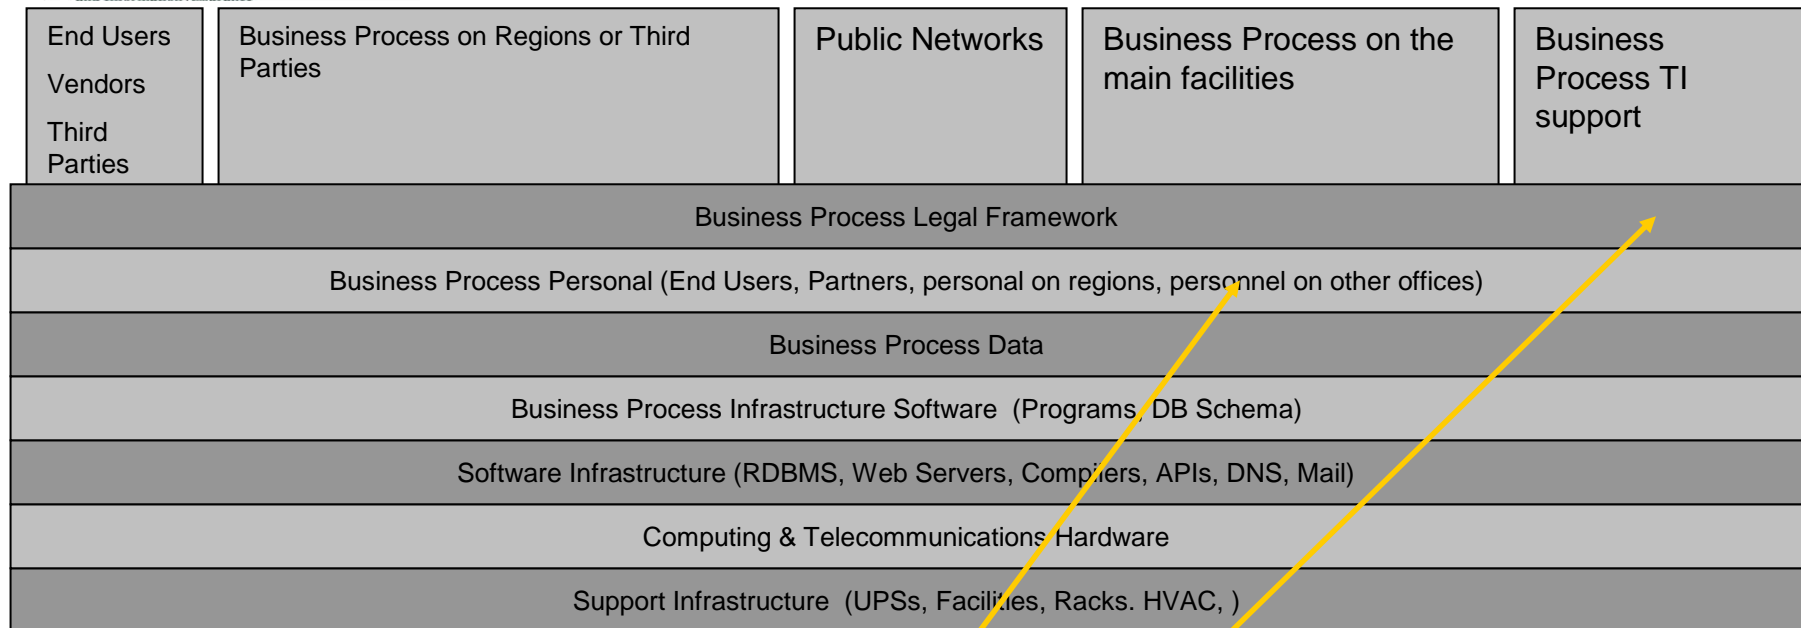 End Users
Vendors
Third
Parties
Business Process on Regions or Third
Parties
Public Networks
Business Process on the
main facilities
Business
Process TI
support
Business Process Legal Framework
Business Process Personal (End Users, Partners, personal on regions, personnel on other offices)
Business Process Data
Business Process Infrastructure Software  (Programs, DB Schema)
Software Infrastructure (RDBMS, Web Servers, Compilers, APIs, DNS, Mail)
Computing & Telecommunications Hardware
Support Infrastructure  (UPSs, Facilities, Racks. HVAC, )